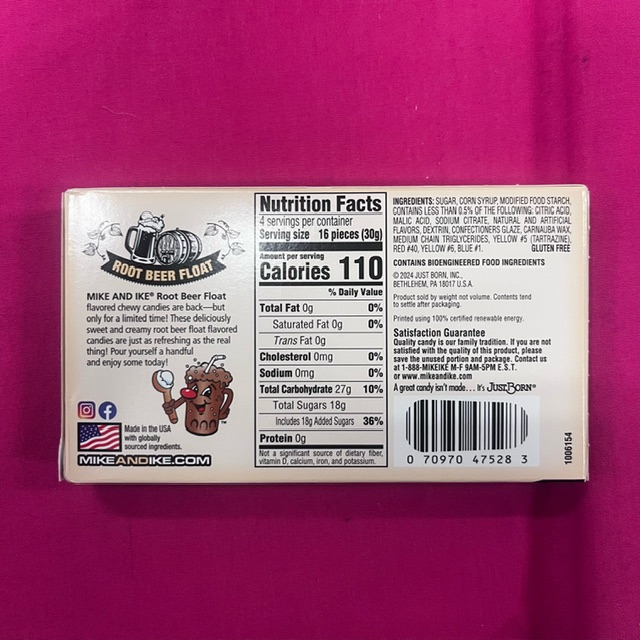 ROOT BEER FLOAT
MIKE AND IKE® Root Beer Float
flavored chewy candies are back—but
only for a limited time! These deliciously
sweet and creamy root beer float flavored
candies are just as refreshing as the real
thing! Pour yourself a handful
and enjoy some today!
TM
Made in the USA
with globally
sourced ingredients.
MIKEANDIKE.COM
Nutrition Facts
4 servings per container
Serving size 16 pieces (30g)
Amount per serving
Calories 110
% Daily Value
Total Fat 0g 0%
Saturated Fat 0g 0%
Trans Fat 0g
Cholesterol 0mg 0%
Sodium 0mg 0%
Total Carbohydrate 27g 10%
Total Sugars 18g
Includes 18g Added Sugars 36%
Protein 0g
Not a significant source of dietary fiber,
vitamin D, calcium, iron, and potassium.
INGREDIENTS: SUGAR, CORN SYRUP, MODIFIED FOOD STARCH,
CONTAINS LESS THAN 0.5% OF THE FOLLOWING: CITRIC ACID,
MALIC ACID, SODIUM CITRATE, NATURAL AND ARTIFICIAL
FLAVORS, DEXTRIN, CONFECTIONERS GLAZE, CARNAUBA WAX,
MEDIUM CHAIN TRIGLYCERIDES, YELLOW #5 (TARTRAZINE),
RED #40, YELLOW #6, BLUE #1. GLUTEN FREE
CONTAINS BIOENGINEERED FOOD INGREDIENTS
© 2024 JUST BORN, INC.,
BETHLEHEM, PA 18017 U.S.A.
Product sold by weight not volume. Contents tend
to settle after packaging.
Printed using 100% certified renewable energy.
Satisfaction Guarantee
Quality candy is our family tradition. If you are not
satisfied with the quality of this product, please
save the unused portion and package. Contact us
at 1-888-MIKEIKE M-F 9AM-5PM E.S.T.
or www.mikeandike.com
A great candy isn't made... It's JUST BORN®
0 70970 47528 3
1006154